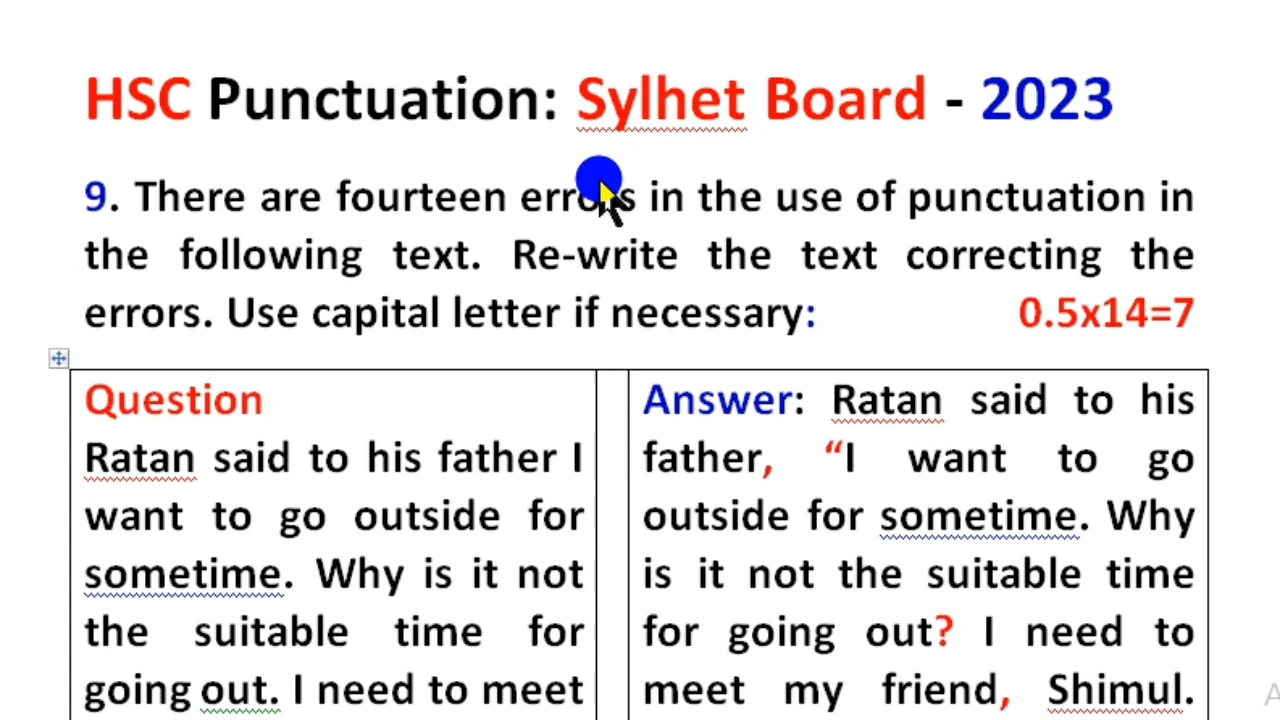 HSC Punctuation: Sylhet Board - 2023
9. There are fourteen errors in the use of punctuation in
the following text. Re-write the text correcting the
errors. Use capital letter if necessary: 0.5x14=7
Question
Ratan said to his father I
want to go outside for
sometime. Why is it not
the suitable time for
going out. I need to meet
Answer: Ratan said to his
father, “I want to go
outside for sometime. Why
is it not the suitable time
for going out? I need to
meet my friend, Shimul.
A